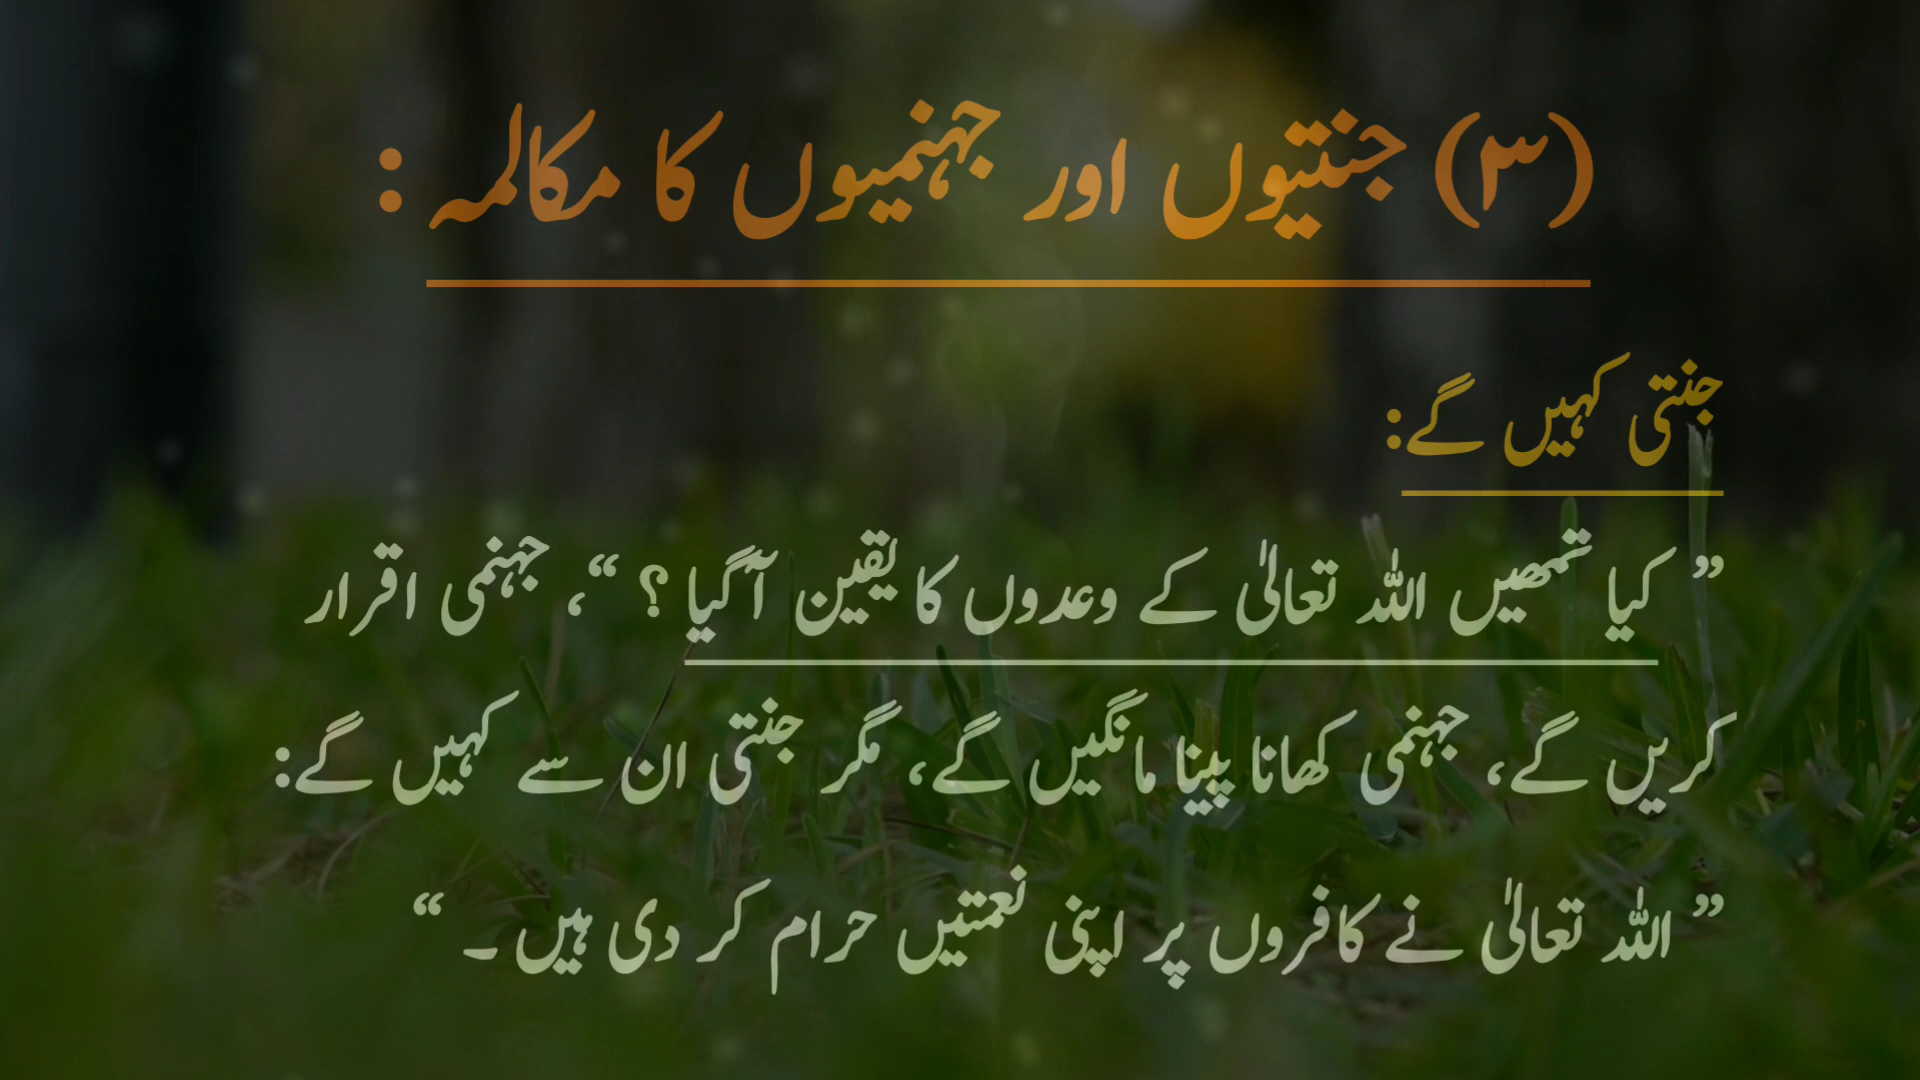 (۳) جنتیوں اور جہنمیوں کا مکالمہ :
جنتی کہیں گے:
” کیا تمھیں اللہ تعالیٰ کے وعدوں کا یقین آگیا ؟ “، جہنمی اقرار
کریں گے، جہنمی کھانا پینا مانگیں گے، مگر جنتی ان سے کہیں گے:
” اللہ تعالیٰ نے کافروں پر اپنی نعمتیں حرام کر دی ہیں ۔ “